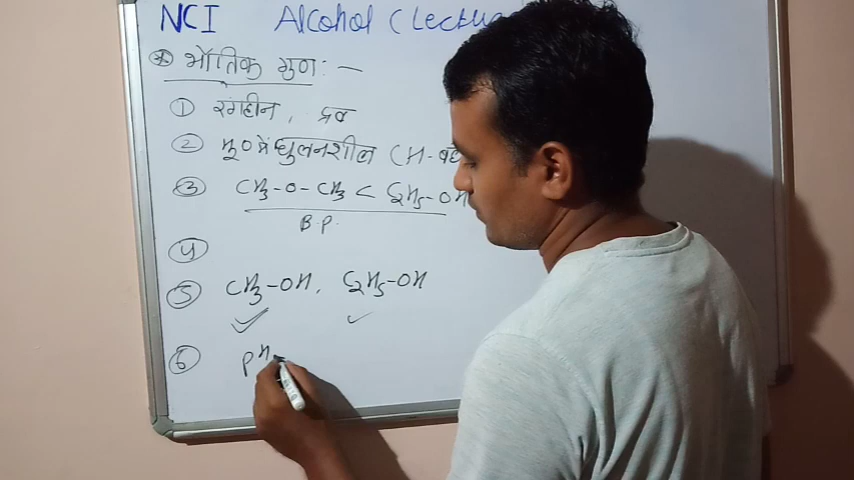 NCI Alcohol (Lectu
* भौतिक गुण : —
① रंगहीन, द्रव
② H₂O में घुलनशील (H-
③ CH₃-O-CH₃ < C₂H₅-OH
B.P.
④
⑤ CH₃-OH, C₂H₅-OH
⑥ pH